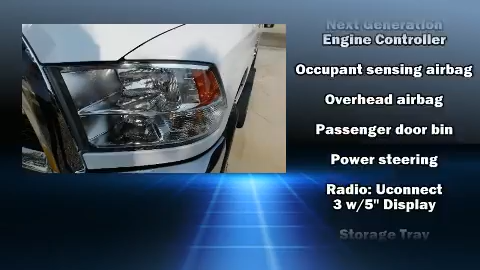 Next Generation
Engine Controller
Occupant sensing airbag
Overhead airbag
Passenger door bin
Power steering
Radio: Uconnect
3 w/5" Display
Storage Tray